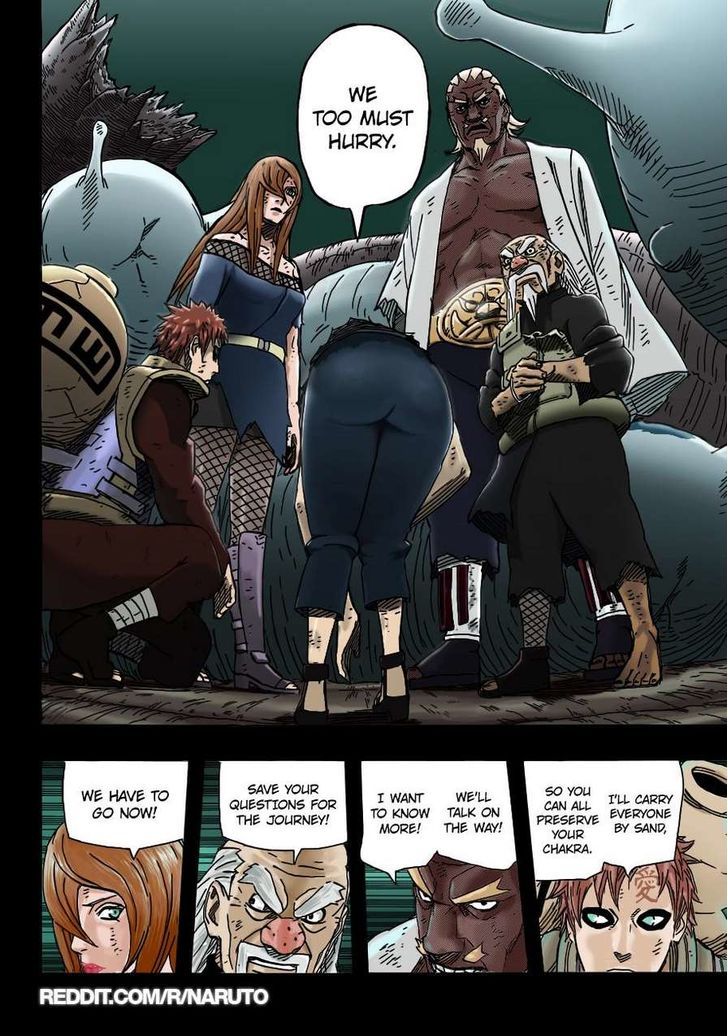 WE
TOO MUST
HURRY.
I'LL CARRY
EVERYONE
BY SAND,
SO YOU
CAN ALL
PRESERVE
YOUR
CHAKRA.
愛
WE'LL
TALK ON
THE WAY!
I WANT
TO KNOW
MORE!
SAVE YOUR
QUESTIONS FOR
THE JOURNEY!
WE HAVE TO
GO NOW!
REDDIT.COM/R/NARUTO